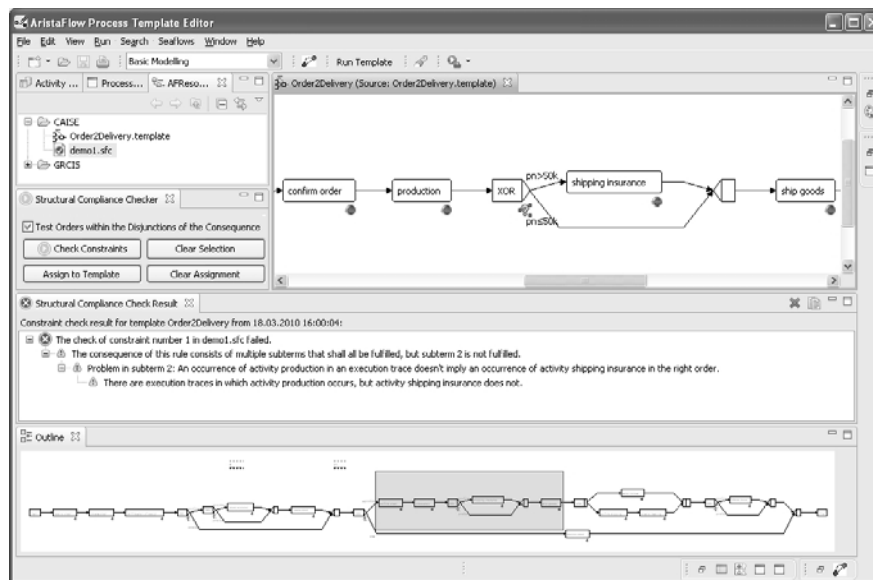 AristaFlow Process Template Editor
File Edit View Run Search Seaflows Window Help
Basic Modelling Run Template
Activity ... Process... AFReso...
CAISE
Order2Delivery.template
demo1.sfc
GRCIS
Order2Delivery (Source: Order2Delivery.template)
confirm order
production
XOR
pn>50k
pn≤50k
shipping insurance
ship goods
Structural Compliance Checker
Test Orders within the Disjunctions of the Consequence
Check Constraints Clear Selection
Assign to Template Clear Assignment
Structural Compliance Check Result
Constraint check result for template Order2Delivery from 18.03.2010 16:00:04:
The check of constraint number 1 in demo1.sfc failed.
The consequence of this rule consists of multiple subterms that shall all be fulfilled, but subterm 2 is not fulfilled.
Problem in subterm 2: An occurrence of activity production in an execution trace doesn't imply an occurrence of activity shipping insurance in the right order.
There are execution traces in which activity production occurs, but activity shipping insurance does not.
Outline